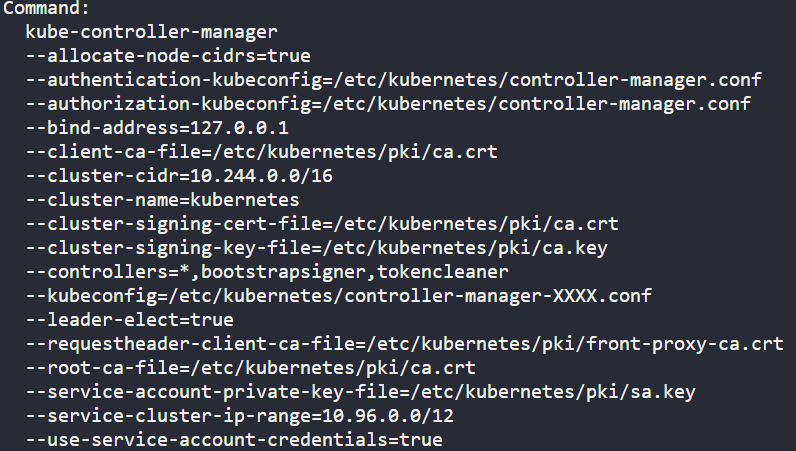 Command:
kube-controller-manager
--allocate-node-cidrs=true
--authentication-kubeconfig=/etc/kubernetes/controller-manager.conf
--authorization-kubeconfig=/etc/kubernetes/controller-manager.conf
--bind-address=127.0.0.1
--client-ca-file=/etc/kubernetes/pki/ca.crt
--cluster-cidr=10.244.0.0/16
--cluster-name=kubernetes
--cluster-signing-cert-file=/etc/kubernetes/pki/ca.crt
--cluster-signing-key-file=/etc/kubernetes/pki/ca.key
--controllers=*,bootstrapsigner,tokencleaner
--kubeconfig=/etc/kubernetes/controller-manager-XXXX.conf
--leader-elect=true
--requestheader-client-ca-file=/etc/kubernetes/pki/front-proxy-ca.crt
--root-ca-file=/etc/kubernetes/pki/ca.crt
--service-account-private-key-file=/etc/kubernetes/pki/sa.key
--service-cluster-ip-range=10.96.0.0/12
--use-service-account-credentials=true